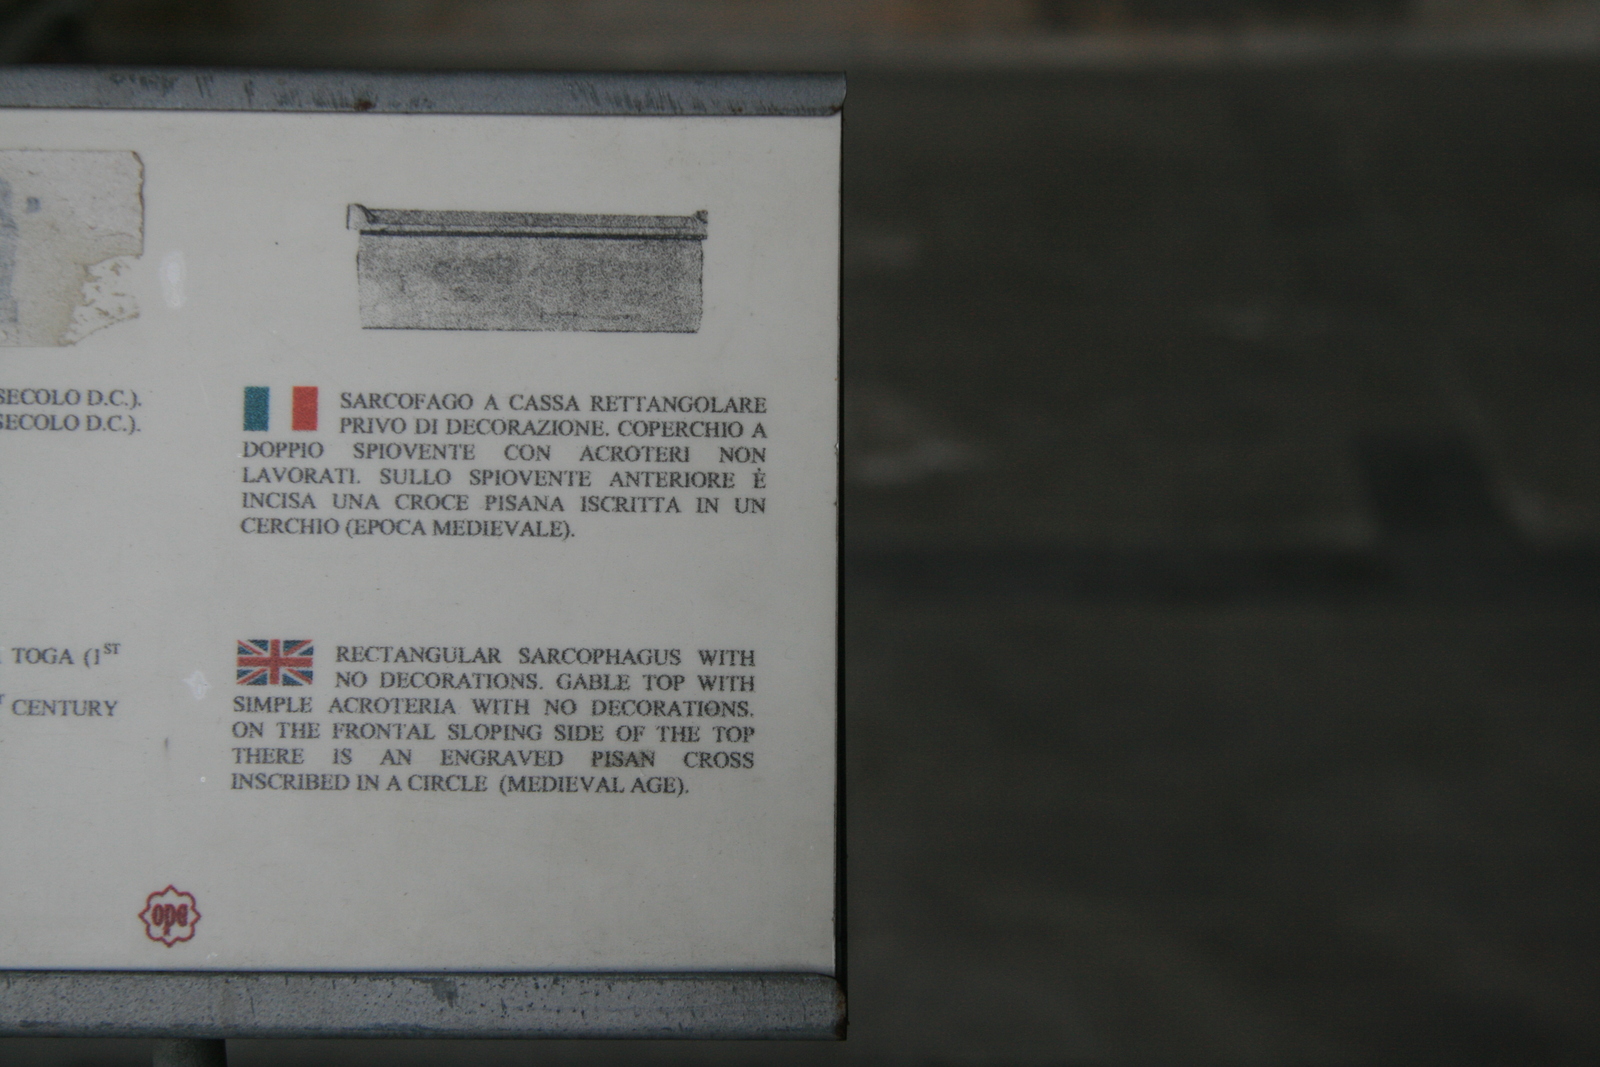 SECOLO D.C.).
SECOLO D.C.).
TOGA (1ST
CENTURY
SARCOFAGO A CASSA RETTANGOLARE
PRIVO DI DECORAZIONE. COPERCHIO A
DOPPIO SPIOVENTE CON ACROTERI NON
LAVORATI. SULLO SPIOVENTE ANTERIORE È
INCISA UNA CROCE PISANA ISCRITTA IN UN
CERCHIO (EPOCA MEDIEVALE).
RECTANGULAR SARCOPHAGUS WITH
NO DECORATIONS. GABLE TOP WITH
SIMPLE ACROTERIA WITH NO DECORATIONS.
ON THE FRONTAL SLOPING SIDE OF THE TOP
THERE IS AN ENGRAVED PISAN CROSS
INSCRIBED IN A CIRCLE (MEDIEVAL AGE).
opa